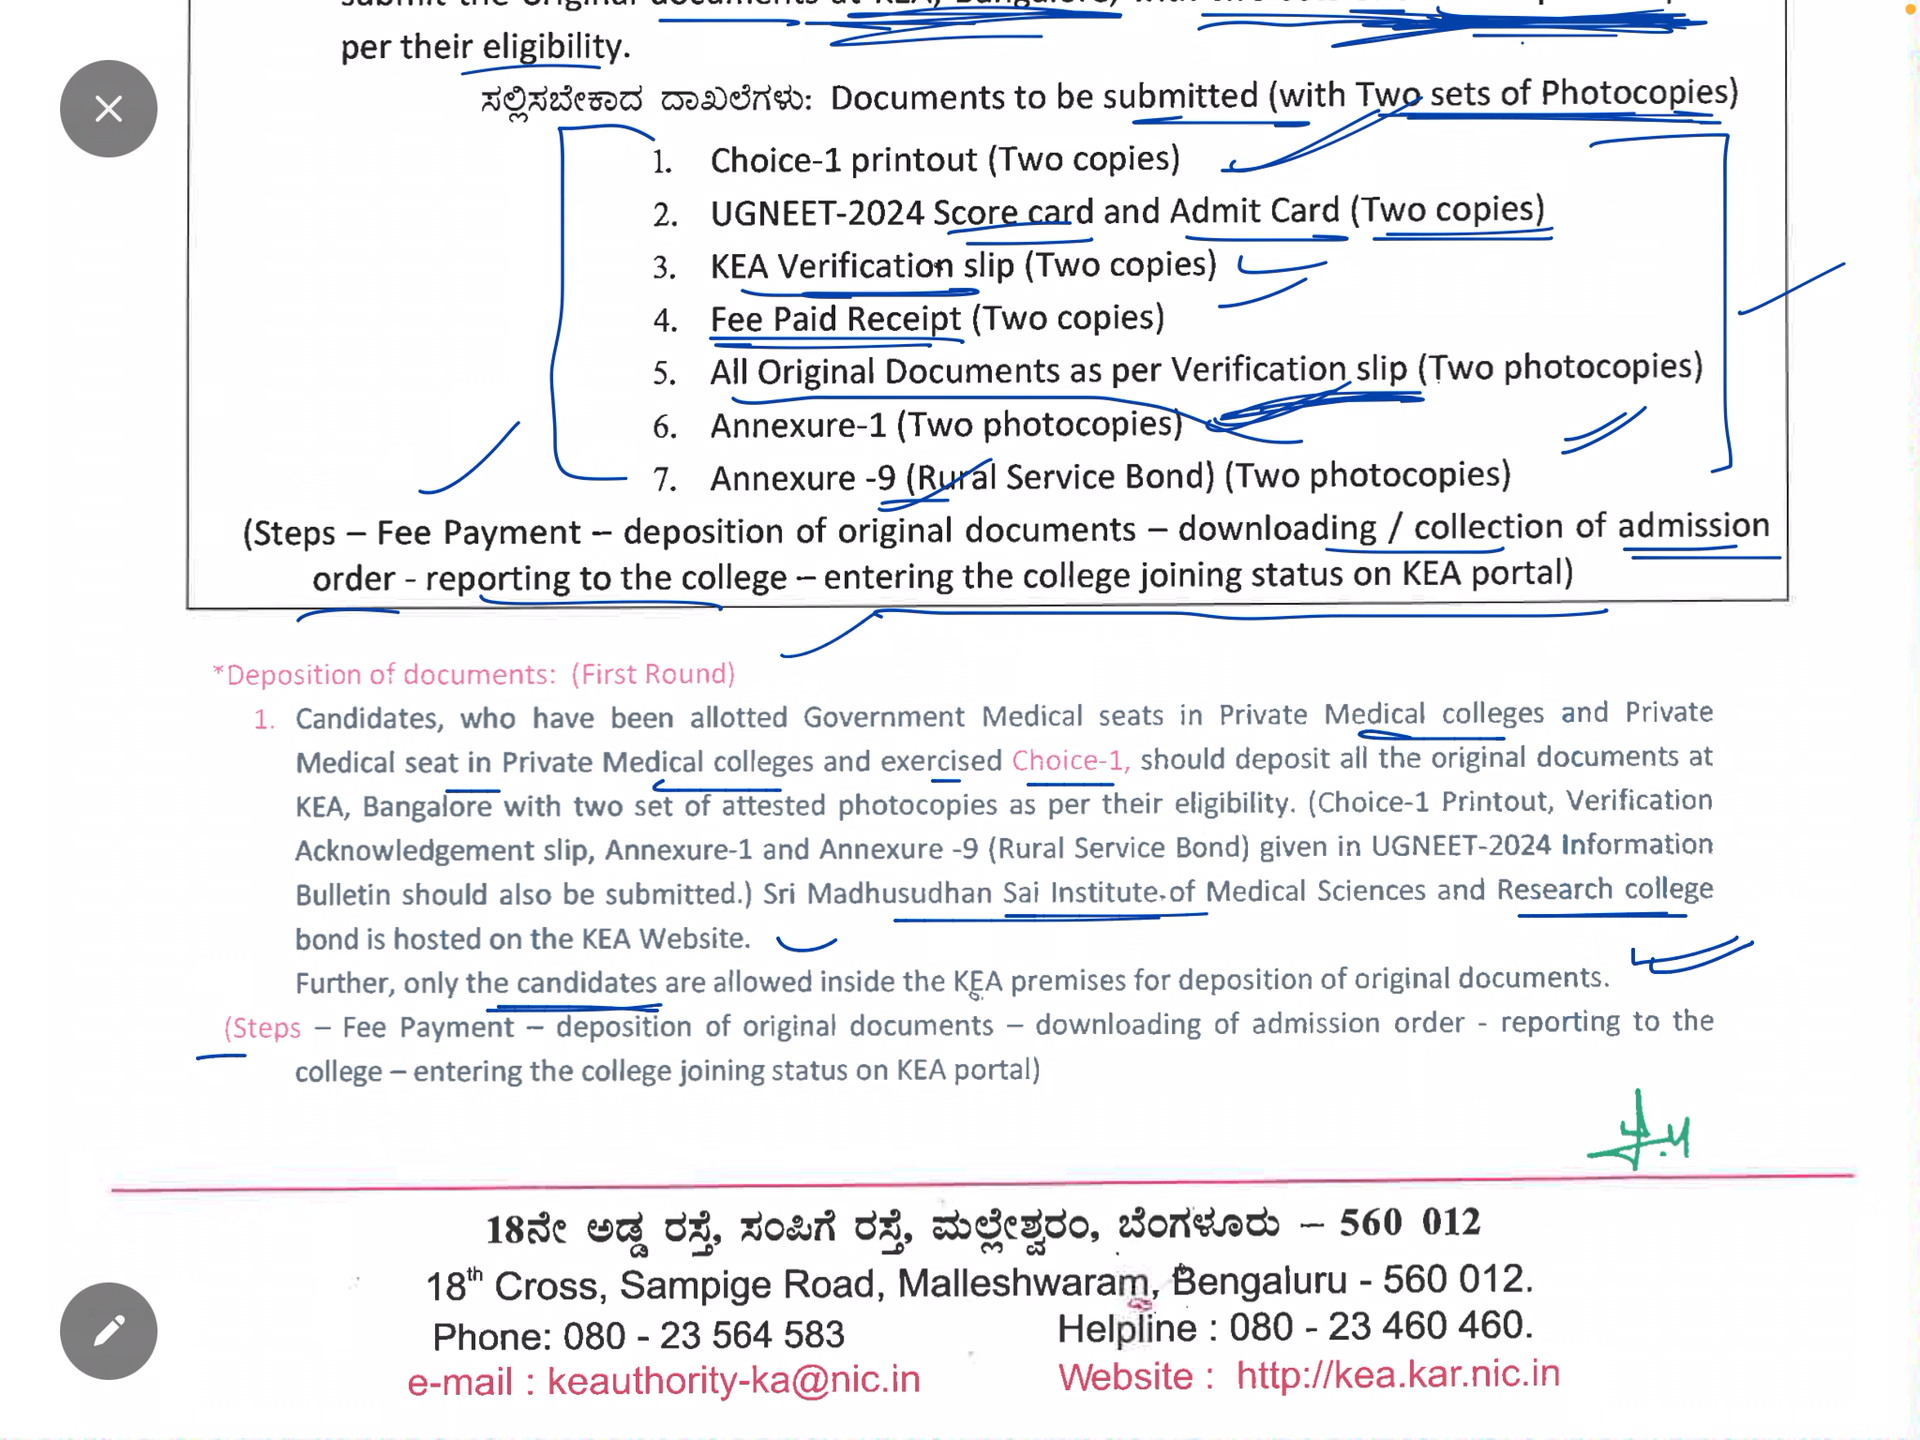 submit the original documents at KEA, Bangalore, with two
per their eligibility.
ಸಲ್ಲಿಸಬೇಕಾದ ದಾಖಲೆಗಳು: Documents to be submitted (with Two sets of Photocopies)
1. Choice-1 printout (Two copies)
2. UGNEET-2024 Score card and Admit Card (Two copies)
3. KEA Verification slip (Two copies)
4. Fee Paid Receipt (Two copies)
5. All Original Documents as per Verification slip (Two photocopies)
6. Annexure-1 (Two photocopies)
7. Annexure -9 (Rural Service Bond) (Two photocopies)
(Steps – Fee Payment – deposition of original documents – downloading / collection of admission
order - reporting to the college – entering the college joining status on KEA portal)
*Deposition of documents: (First Round)
1. Candidates, who have been allotted Government Medical seats in Private Medical colleges and Private
Medical seat in Private Medical colleges and exercised Choice-1, should deposit all the original documents at
KEA, Bangalore with two set of attested photocopies as per their eligibility. (Choice-1 Printout, Verification
Acknowledgement slip, Annexure-1 and Annexure -9 (Rural Service Bond) given in UGNEET-2024 Information
Bulletin should also be submitted.) Sri Madhusudhan Sai Institute of Medical Sciences and Research college
bond is hosted on the KEA Website.
Further, only the candidates are allowed inside the KEA premises for deposition of original documents.
(Steps – Fee Payment – deposition of original documents – downloading of admission order - reporting to the
college – entering the college joining status on KEA portal)
18ನೇ ಅಡ್ಡ ರಸ್ತೆ, ಸಂಪಿಗೆ ರಸ್ತೆ, ಮಲ್ಲೇಶ್ವರಂ, ಬೆಂಗಳೂರು – 560 012
18th Cross, Sampige Road, Malleshwaram, Bengaluru - 560 012.
Phone: 080 - 23 564 583 Helpline : 080 - 23 460 460.
e-mail : keauthority-ka@nic.in Website : http://kea.kar.nic.in